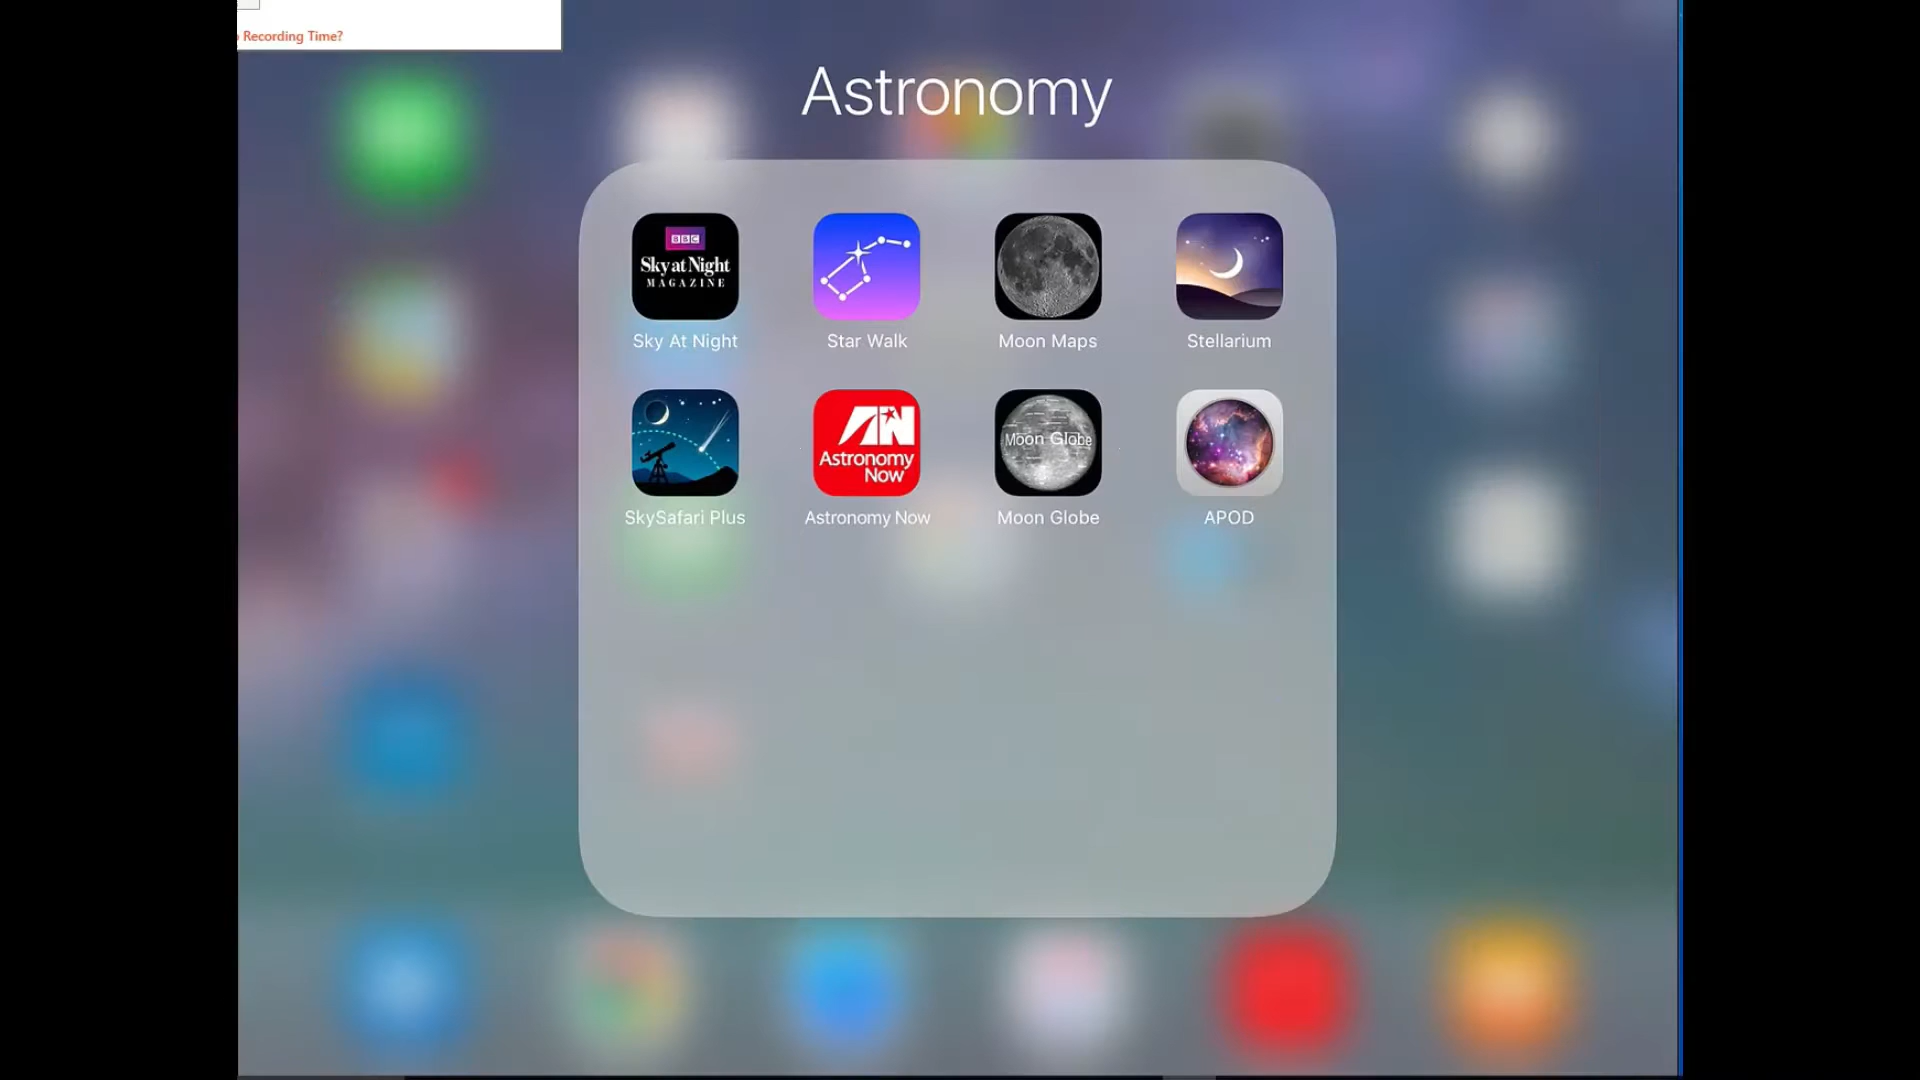 Recording Time?
Astronomy
BBC
Sky at Night
MAGAZINE
Sky At Night
Star Walk
Moon Maps
Stellarium
AN
Astronomy
Now
Moon Globe
SkySafari Plus
Astronomy Now
Moon Globe
APOD